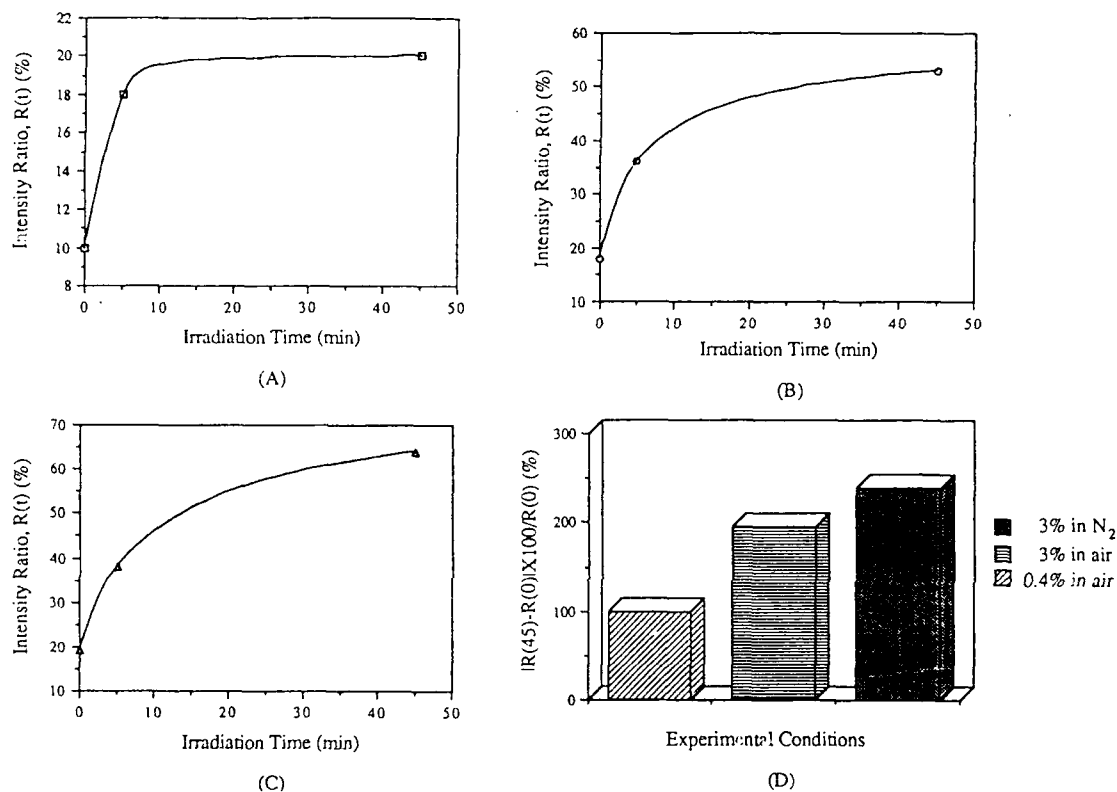 22
20
18
16
14
12
10
8
Intensity Ratio, R(t) (%)
0 10 20 30 40 50
Irradiation Time (min)
(A)
60
50
40
30
20
10
Intensity Ratio, R(t) (%)
0 10 20 30 40 50
Irradiation Time (min)
(B)
70
60
50
40
30
20
10
Intensity Ratio, R(t) (%)
0 10 20 30 40 50
Irradiation Time (min)
(C)
300
200
100
0
|R(45)-R(0)|X100/R(0) (%)
3% in N₂
3% in air
0.4% in air
Experimental Conditions
(D)